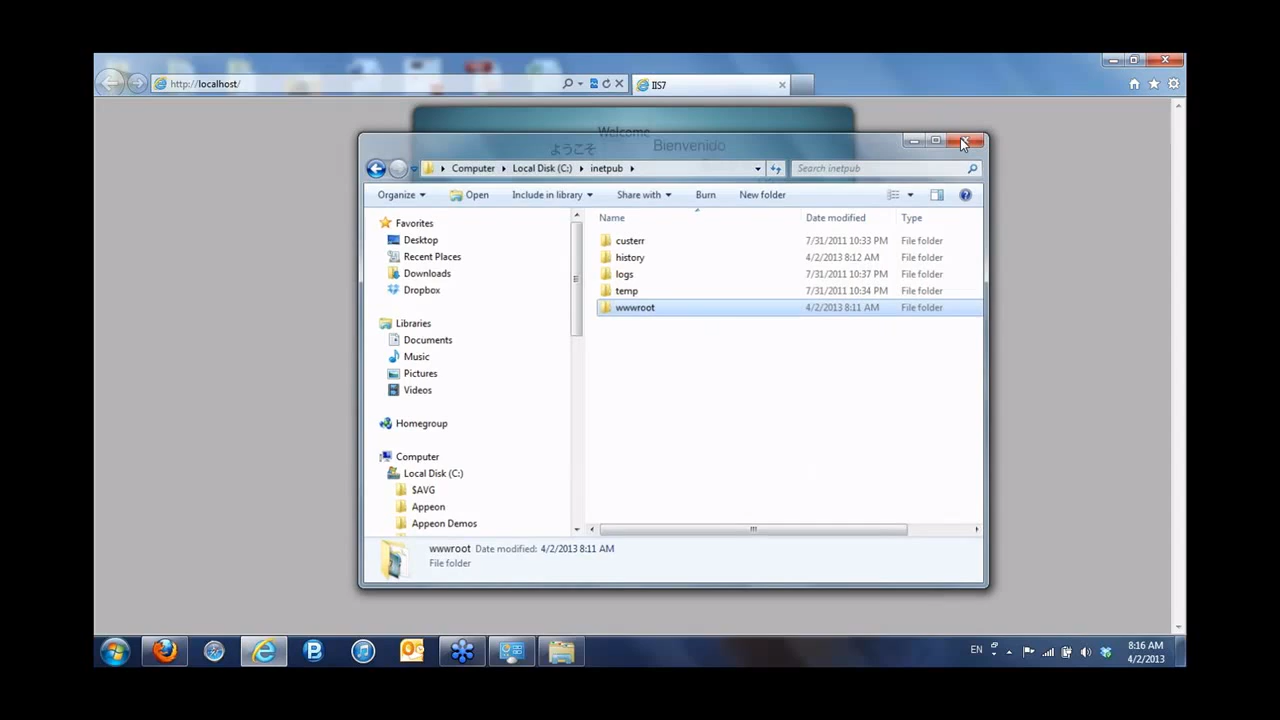 http://localhost/
IIS7
Welcome
Bienvenido
ようこそ
Computer Local Disk (C:) inetpub
Search inetpub
Organize Open Include in library Share with Burn New folder
Favorites
Desktop
Recent Places
Downloads
Dropbox
Libraries
Documents
Music
Pictures
Videos
Homegroup
Computer
Local Disk (C:)
$AVG
Appeon
Appeon Demos
Name Date modified Type
custerr 7/31/2011 10:33 PM File folder
history 4/2/2013 8:12 AM File folder
logs 7/31/2011 10:37 PM File folder
temp 7/31/2011 10:34 PM File folder
wwwroot 4/2/2013 8:11 AM File folder
wwwroot Date modified: 4/2/2013 8:11 AM
File folder
EN
8:16 AM
4/2/2013